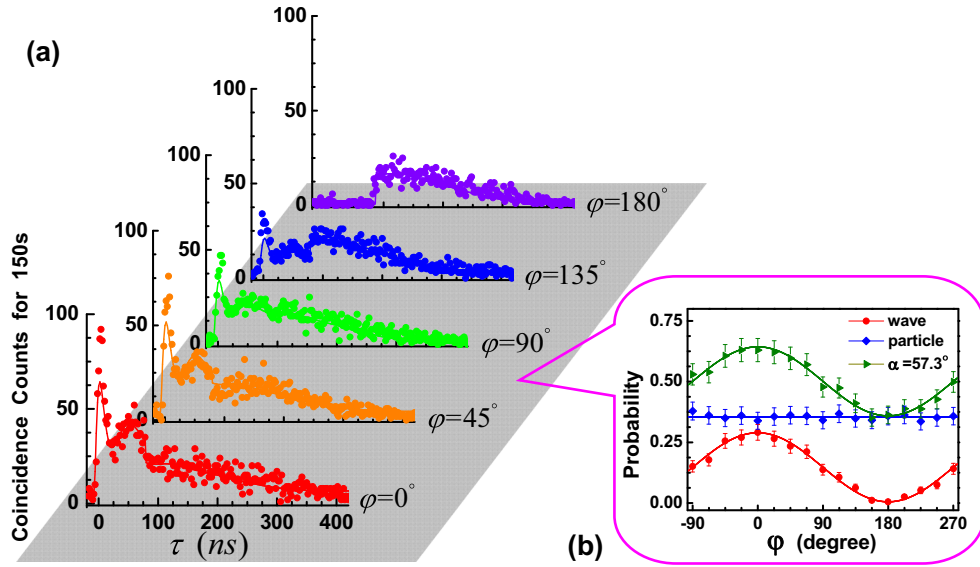 (a)
Coincidence Counts for 150s
100
50
0
φ=180°
100
50
0
φ=135°
100
50
0
φ=90°
100
50
0
φ=45°
100
50
0
φ=0°
0 100 200 300 400
τ (ns)
(b)
Probability
0.75
0.50
0.25
0.00
wave
particle
α =57.3°
-90 0 90 180 270
φ (degree)